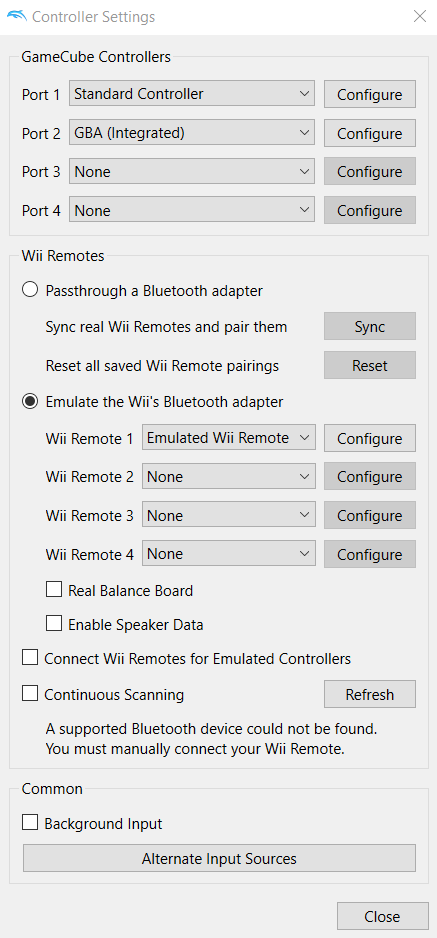 Controller Settings
GameCube Controllers
Port 1 Standard Controller Configure
Port 2 GBA (Integrated) Configure
Port 3 None Configure
Port 4 None Configure
Wii Remotes
Passthrough a Bluetooth adapter
Sync real Wii Remotes and pair them Sync
Reset all saved Wii Remote pairings Reset
Emulate the Wii's Bluetooth adapter
Wii Remote 1 Emulated Wii Remote Configure
Wii Remote 2 None Configure
Wii Remote 3 None Configure
Wii Remote 4 None Configure
Real Balance Board
Enable Speaker Data
Connect Wii Remotes for Emulated Controllers
Continuous Scanning Refresh
A supported Bluetooth device could not be found.
You must manually connect your Wii Remote.
Common
Background Input
Alternate Input Sources
Close